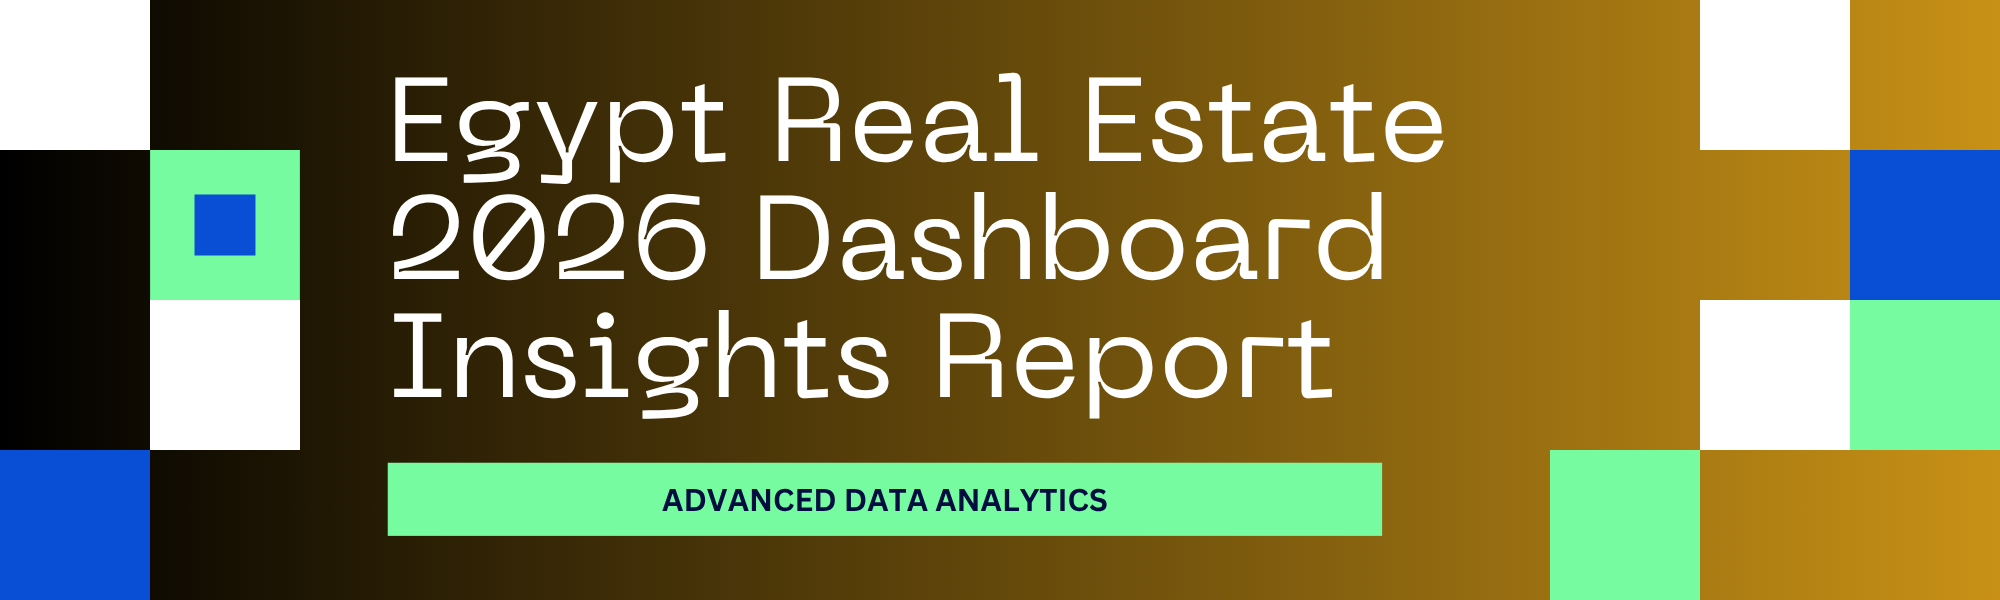 Egypt Real Estate
2026 Dashboard
Insights Report
ADVANCED DATA ANALYTICS